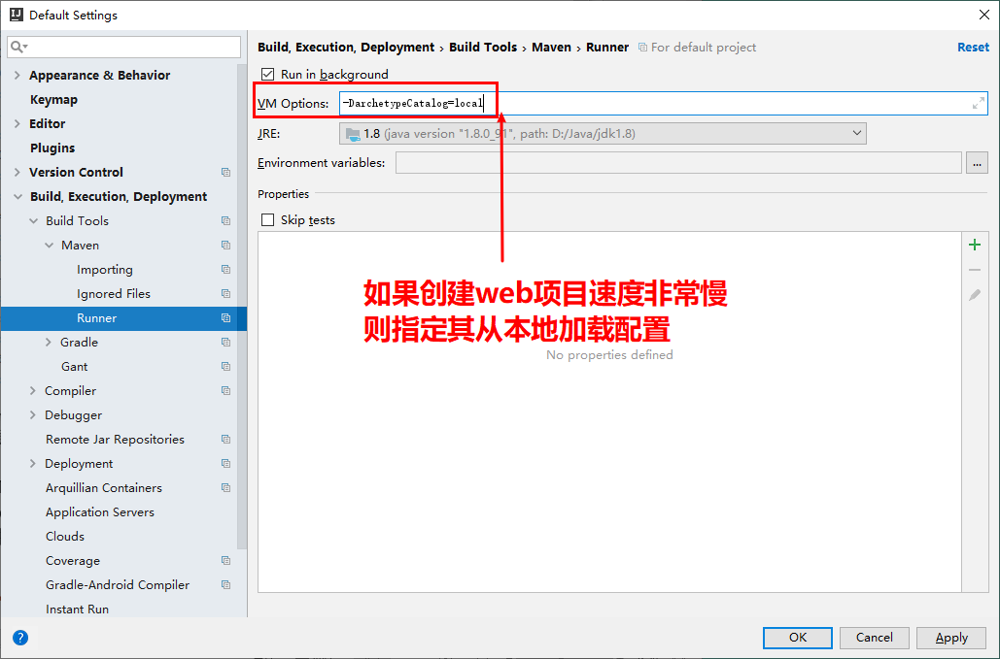 Default Settings
Build, Execution, Deployment › Build Tools › Maven › Runner For default project Reset
Appearance & Behavior
Keymap
Editor
Plugins
Version Control
Build, Execution, Deployment
Build Tools
Maven
Importing
Ignored Files
Runner
Gradle
Gant
Compiler
Debugger
Remote Jar Repositories
Deployment
Arquillian Containers
Application Servers
Clouds
Coverage
Gradle-Android Compiler
Instant Run
Run in background
VM Options: -DarchetypeCatalog=local
JRE: 1.8 (java version "1.8.0_91", path: D:/Java/jdk1.8)
Environment variables: ...
Properties
Skip tests
如果创建web项目速度非常慢
则指定其从本地加载配置
No properties defined
? OK Cancel Apply